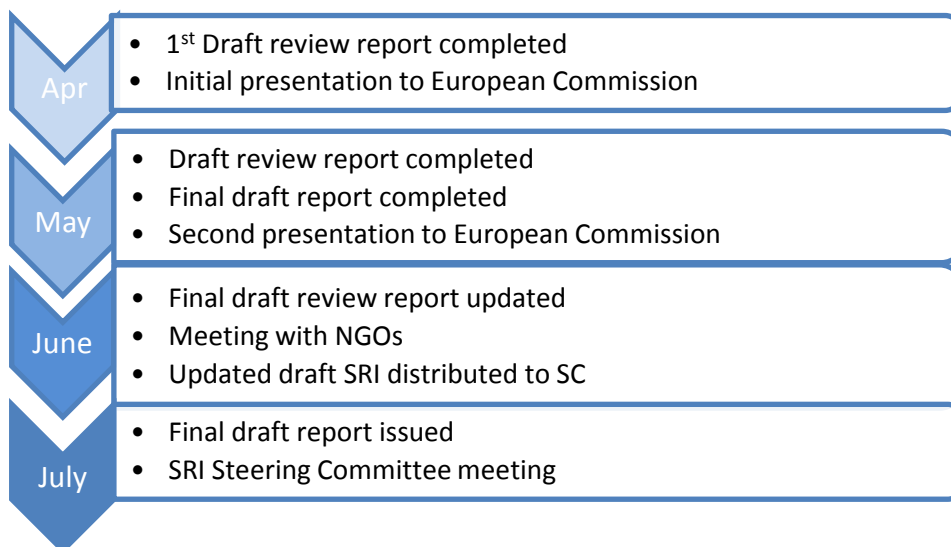 Apr
• 1st Draft review report completed
• Initial presentation to European Commission
May
• Draft review report completed
• Final draft report completed
• Second presentation to European Commission
June
• Final draft review report updated
• Meeting with NGOs
• Updated draft SRI distributed to SC
July
• Final draft report issued
• SRI Steering Committee meeting